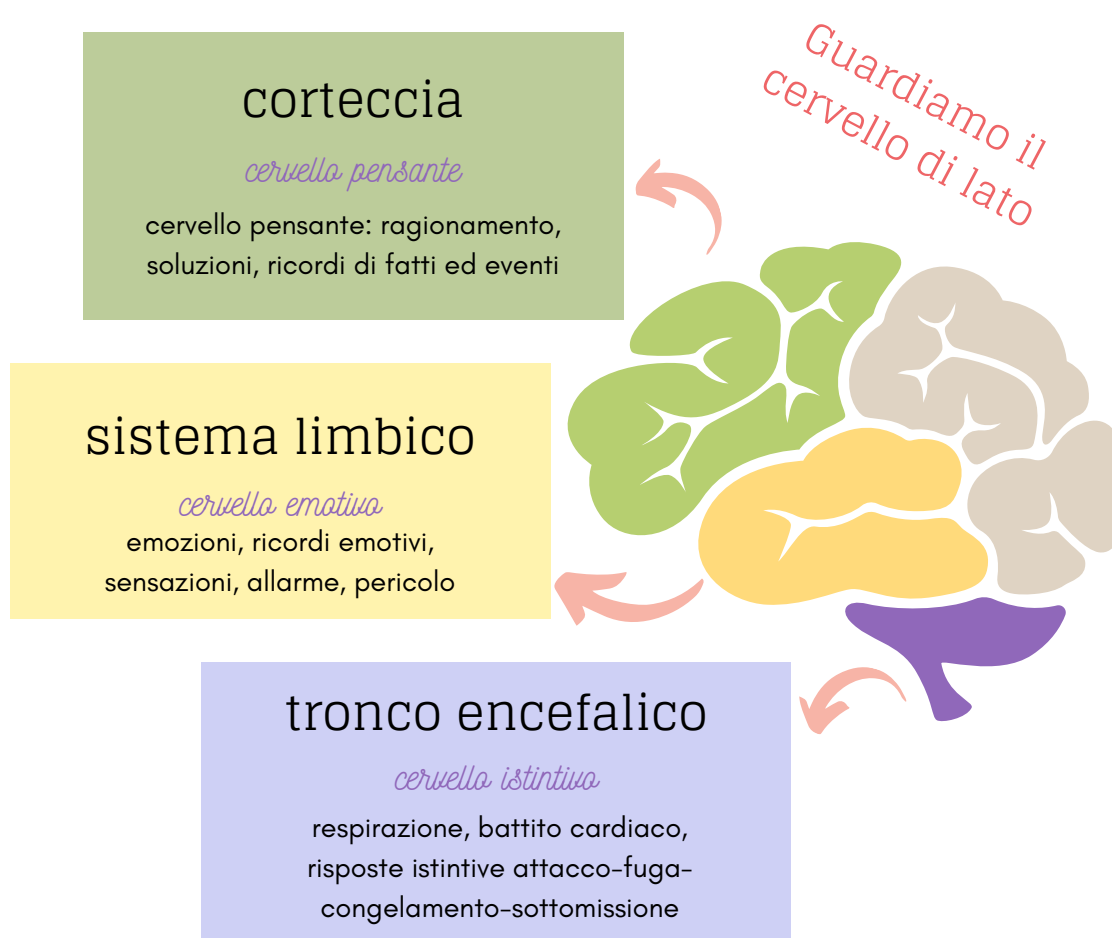 Guardiamo il
cervello di lato
corteccia
cervello pensante
cervello pensante: ragionamento,
soluzioni, ricordi di fatti ed eventi
sistema limbico
cervello emotivo
emozioni, ricordi emotivi,
sensazioni, allarme, pericolo
tronco encefalico
cervello istintivo
respirazione, battito cardiaco,
risposte istintive attacco-fuga-
congelamento-sottomissione